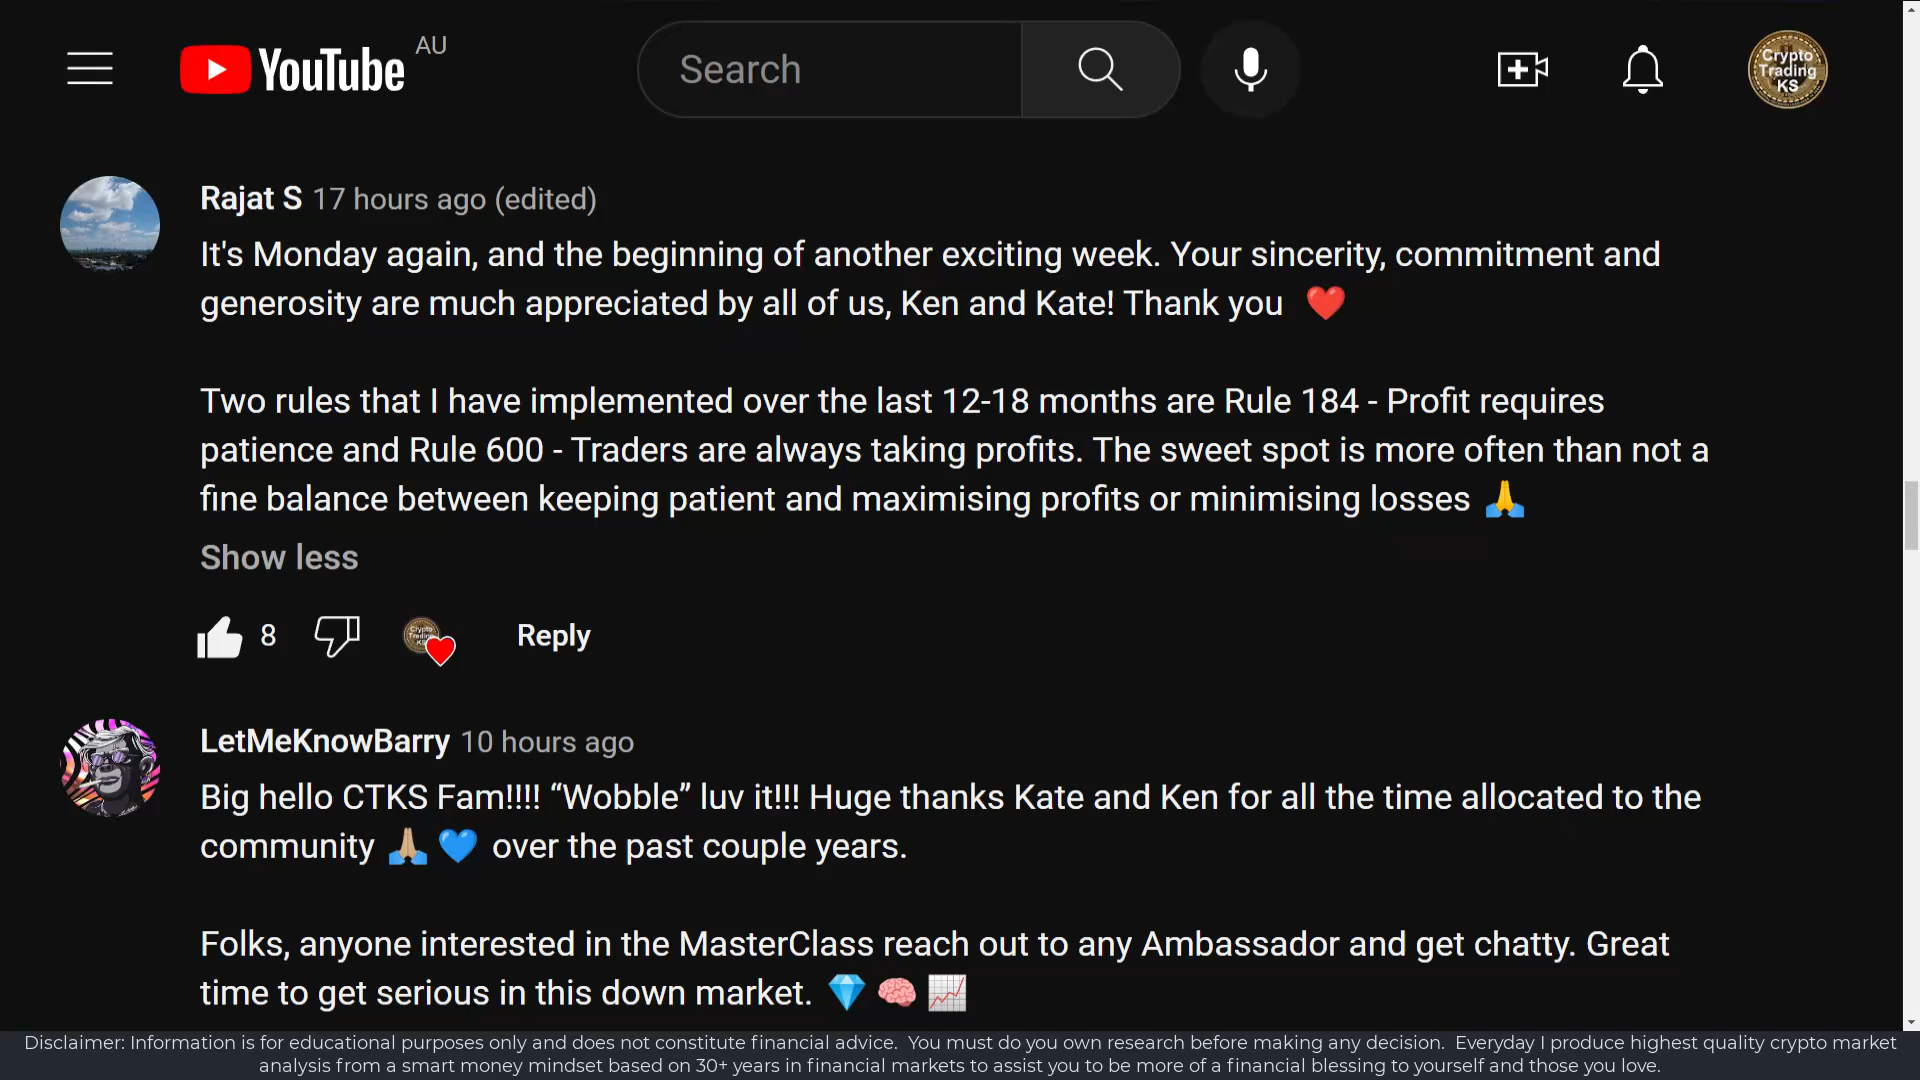 YouTube AU
Search
Crypto
Trading
KS
Rajat S 17 hours ago (edited)
It's Monday again, and the beginning of another exciting week. Your sincerity, commitment and
generosity are much appreciated by all of us, Ken and Kate! Thank you ❤️
Two rules that I have implemented over the last 12-18 months are Rule 184 - Profit requires
patience and Rule 600 - Traders are always taking profits. The sweet spot is more often than not a
fine balance between keeping patient and maximising profits or minimising losses 🙏
Show less
8 Reply
LetMeKnowBarry 10 hours ago
Big hello CTKS Fam!!!! “Wobble” luv it!!! Huge thanks Kate and Ken for all the time allocated to the
community 🙏🏼 💙 over the past couple years.
Folks, anyone interested in the MasterClass reach out to any Ambassador and get chatty. Great
time to get serious in this down market. 💎 🧠 📈
Disclaimer: Information is for educational purposes only and does not constitute financial advice. You must do you own research before making any decision. Everyday I produce highest quality crypto market
analysis from a smart money mindset based on 30+ years in financial markets to assist you to be more of a financial blessing to yourself and those you love.